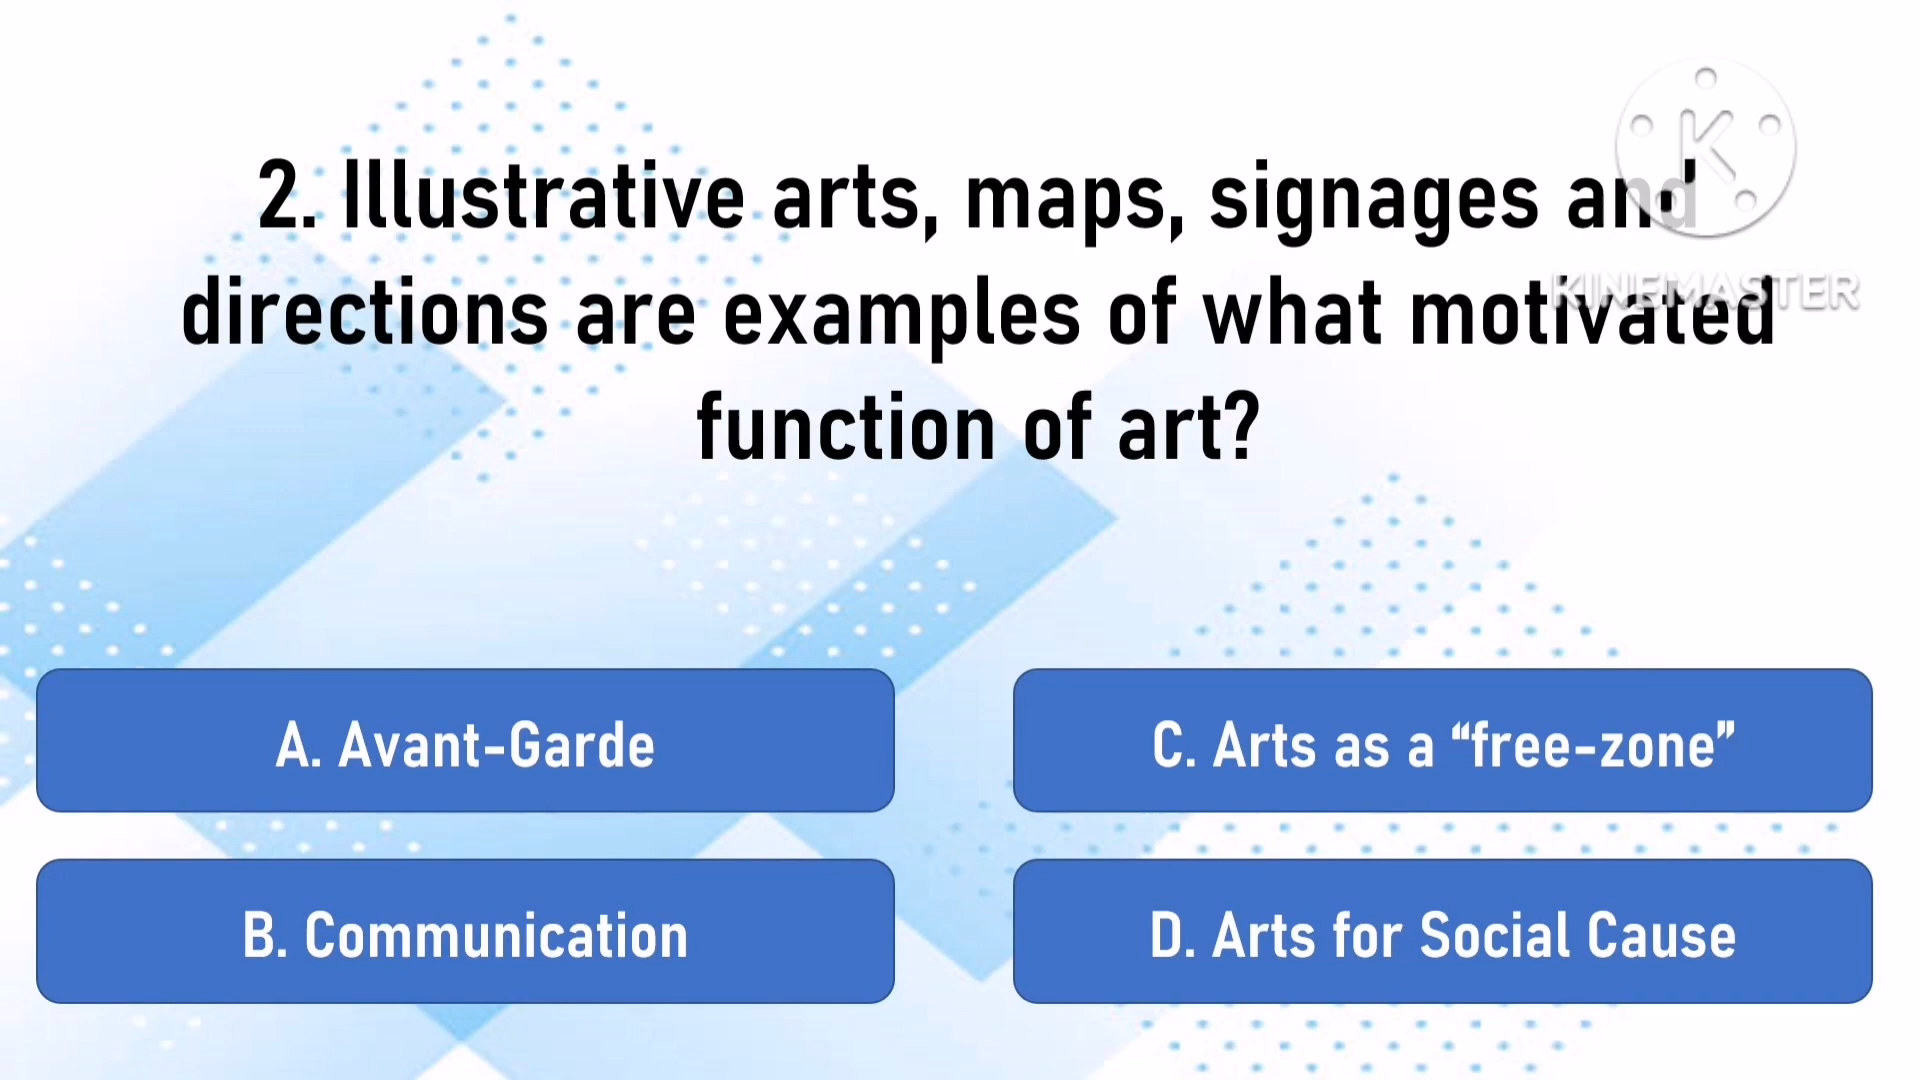 2. Illustrative arts, maps, signages and
directions are examples of what motivated
function of art?
A. Avant-Garde
C. Arts as a “free-zone”
B. Communication
D. Arts for Social Cause
K
KINEMASTER